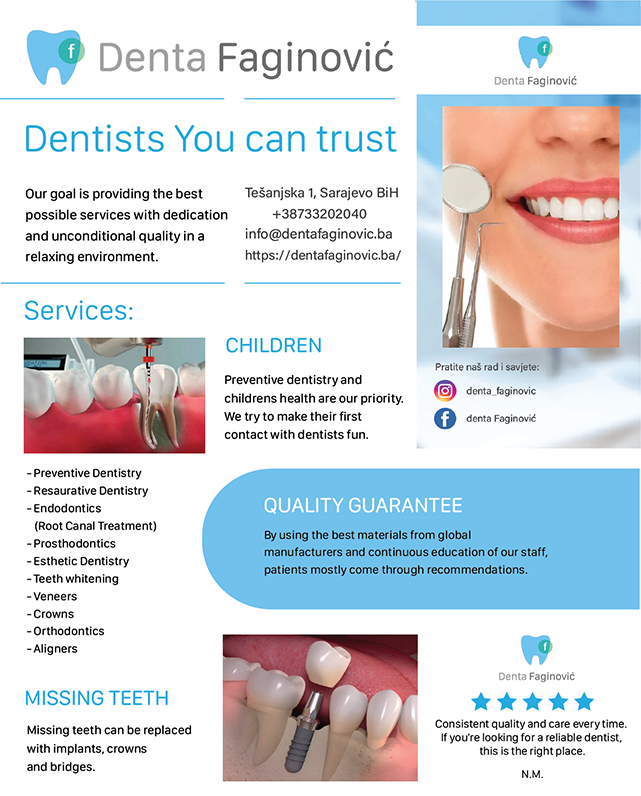 f
Denta Faginović
Dentists You can trust
Our goal is providing the best
possible services with dedication
and unconditional quality in a
relaxing environment.
Tešanjska 1, Sarajevo BiH
+38733202040
info@dentafaginovic.ba
https://dentafaginovic.ba/
f
Denta Faginović
Pratite naš rad i savjete:
denta_faginovic
f
denta Faginović
Services:
CHILDREN
Preventive dentistry and
childrens health are our priority.
We try to make their first
contact with dentists fun.
- Preventive Dentistry
- Resaurative Dentistry
- Endodontics
(Root Canal Treatment)
- Prosthodontics
- Esthetic Dentistry
- Teeth whitening
- Veneers
- Crowns
- Orthodontics
- Aligners
QUALITY GUARANTEE
By using the best materials from global
manufacturers and continuous education of our staff,
patients mostly come through recommendations.
MISSING TEETH
Missing teeth can be replaced
with implants, crowns
and bridges.
f
Denta Faginović
Consistent quality and care every time.
If you're looking for a reliable dentist,
this is the right place.
N.M.